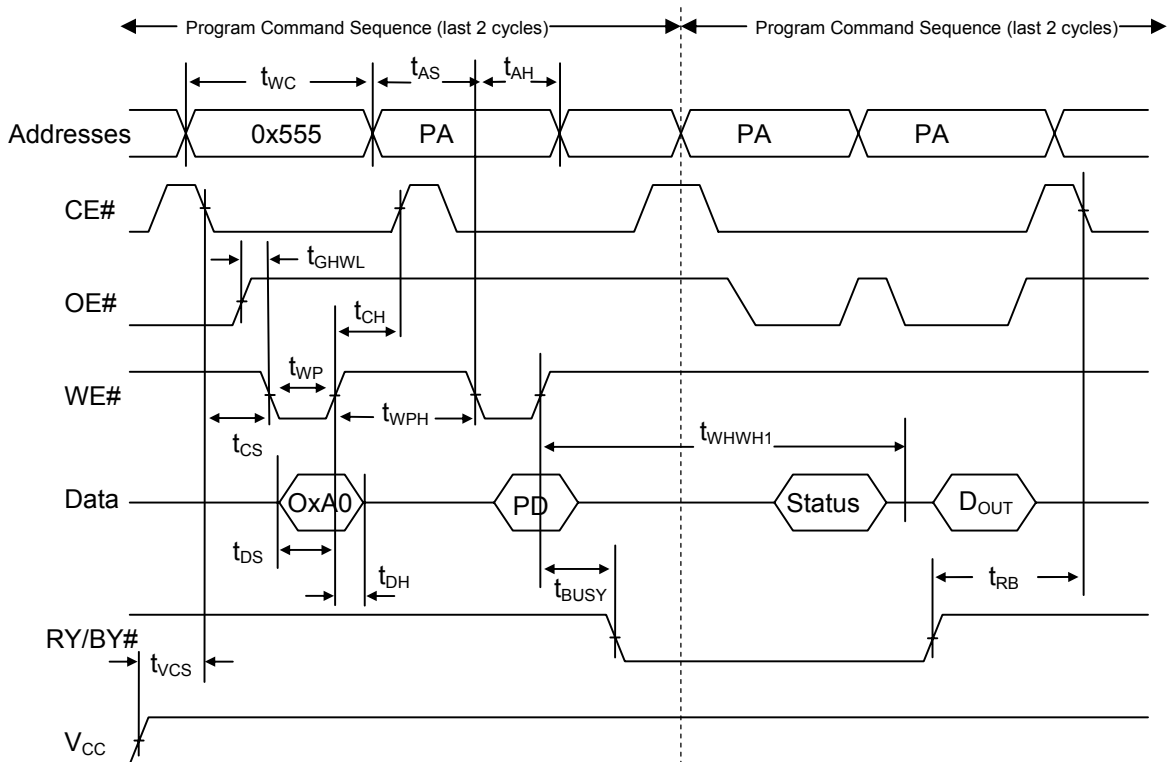 Program Command Sequence (last 2 cycles) Program Command Sequence (last 2 cycles)
tWC tAS tAH
Addresses 0x555 PA PA PA
CE#
tGHWL
OE#
tCH
tWP
WE#
tWPH
tCS tWHWH1
Data OxA0 PD Status DOUT
tDS tDH tBUSY tRB
RY/BY#
tVCS
VCC